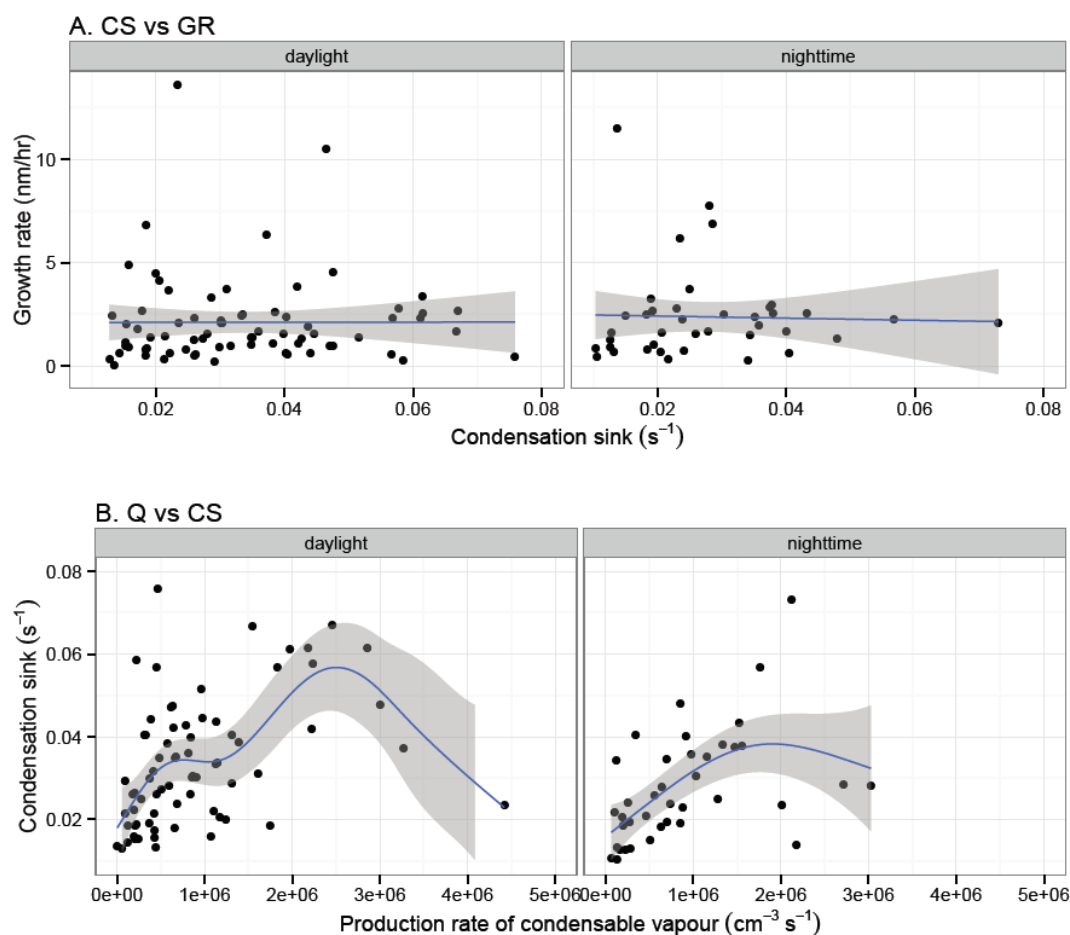 A. CS vs GR
daylight nighttime
10
5
0
Growth rate (nm/hr)
0.02 0.04 0.06 0.08 0.02 0.04 0.06 0.08
Condensation sink (s⁻¹)
B. Q vs CS
daylight nighttime
0.08
0.06
0.04
0.02
Condensation sink (s⁻¹)
0e+00 1e+06 2e+06 3e+06 4e+06 5e+06 0e+00 1e+06 2e+06 3e+06 4e+06 5e+06
Production rate of condensable vapour (cm⁻³ s⁻¹)